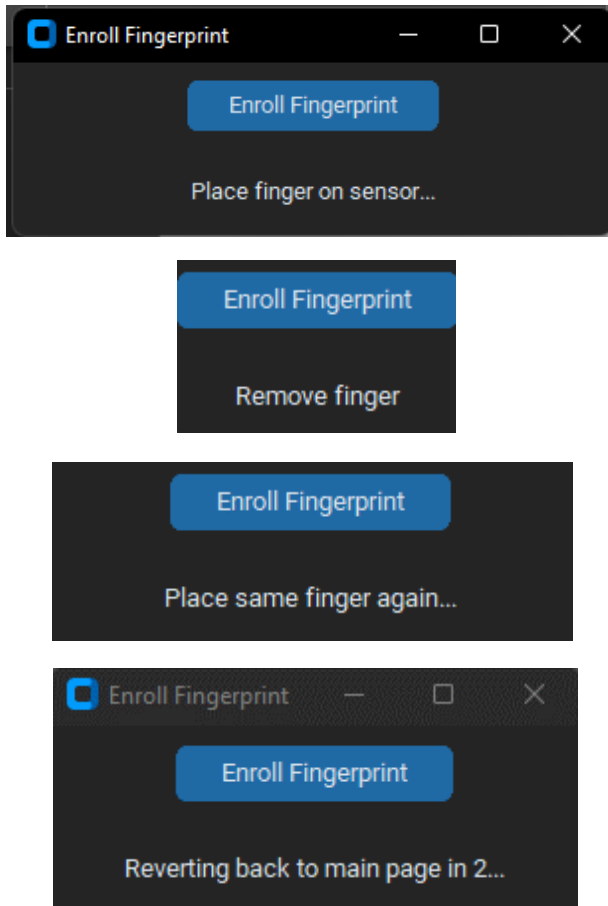 Enroll Fingerprint
Enroll Fingerprint
Place finger on sensor...
Enroll Fingerprint
Remove finger
Enroll Fingerprint
Place same finger again...
Enroll Fingerprint
Enroll Fingerprint
Reverting back to main page in 2...